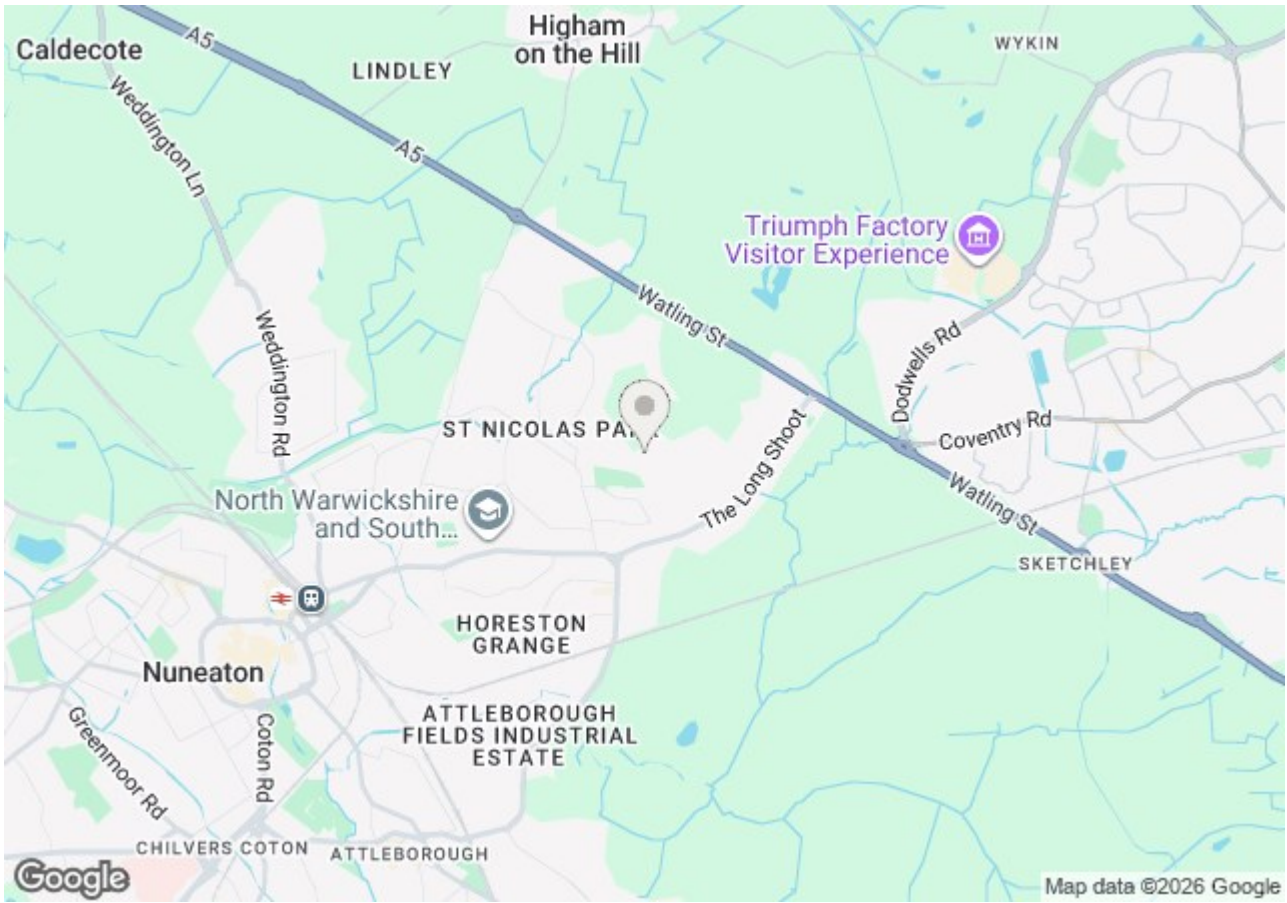 Higham
on the Hill
Caldecote
A5
LINDLEY
WYKIN
Weddington Ln
A5
Triumph Factory
Visitor Experience
Watling St
Weddington Rd
Dodwells Rd
ST NICOLAS PARK
Coventry Rd
The Long Shoot
North Warwickshire
and South...
Watling St
SKETCHLEY
HORESTON
GRANGE
Nuneaton
ATTLEBOROUGH
FIELDS INDUSTRIAL
ESTATE
Coton Rd
Greenmoor Rd
CHILVERS COTON
ATTLEBOROUGH
Google
Map data ©2026 Google